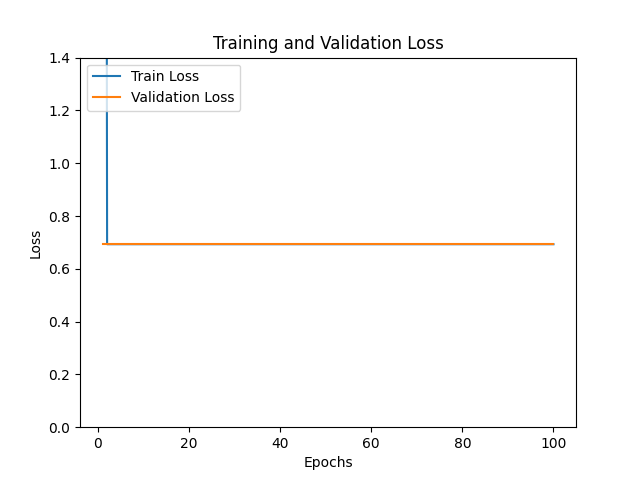 Training and Validation Loss
Train Loss
Validation Loss
1.4
1.2
1.0
0.8
0.6
0.4
0.2
0.0
Loss
0 20 40 60 80 100
Epochs